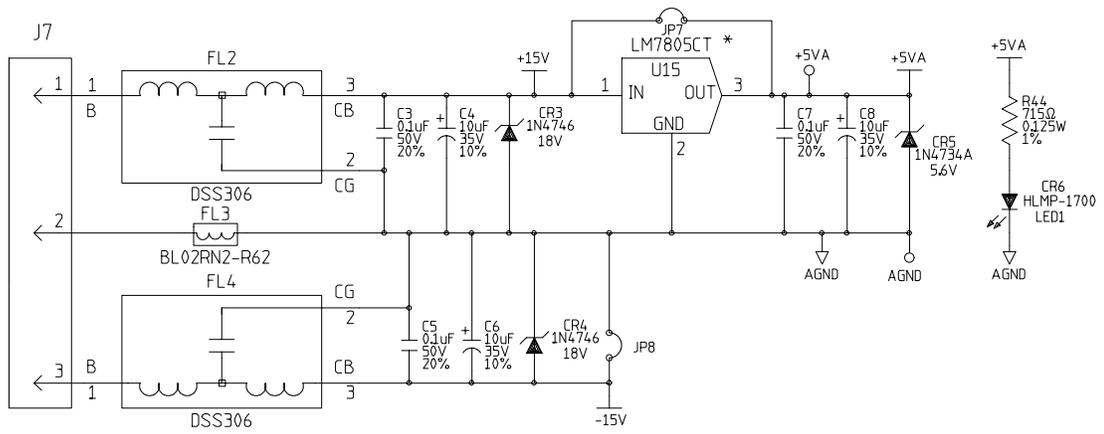 J7
1
1
B
FL2
DSS306
3
CB
2
CG
C3
0.1uF
50V
20%
+
C4
10uF
35V
10%
CR3
1N4746
18V
+15V
JP7
LM7805CT *
U15
1
IN
OUT
3
GND
2
+5VA
C7
0.1uF
50V
20%
+
C8
10uF
35V
10%
+5VA
CR5
1N4734A
5.6V
+5VA
R44
715Ω
0.125W
1%
CR6
HLMP-1700
LED1
AGND
2
FL3
BL02RN2-R62
AGND
AGND
FL4
CG
2
3
B
1
CB
3
DSS306
C5
0.1uF
50V
20%
+
C6
10uF
35V
10%
CR4
1N4746
18V
JP8
-15V